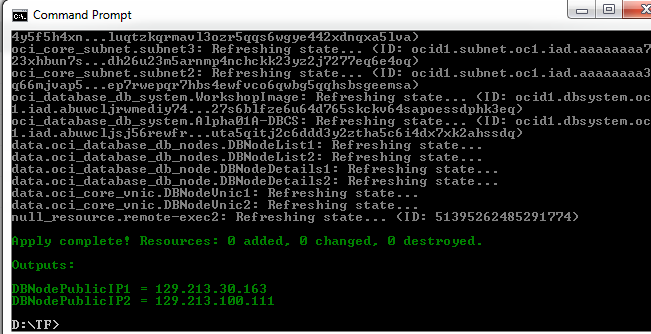 Command Prompt
4y5f5h4xn...luqtzkqrmavl3ozr5qqs6wgye442xdnqxa5lva)
oci_core_subnet.subnet3: Refreshing state... (ID: ocid1.subnet.oc1.iad.aaaaaaaa7
23xhbun7s...dh26u23m5arnmp4nchckk23yz2j7277eq6e4oq)
oci_core_subnet.subnet2: Refreshing state... (ID: ocid1.subnet.oc1.iad.aaaaaaaa3
q66mjvap5...ep7rwepqr7hbs4ewfvco6qwbg5qqhsbsgeemsa)
oci_database_db_system.WorkshopImage: Refreshing state... (ID: ocid1.dbsystem.oc
1.iad.abuwcljrwmediy74...27s6blfze6u64d765skckv64sapoessdphk3eq)
oci_database_db_system.Alpha01A-DBCS: Refreshing state... (ID: ocid1.dbsystem.oc
1.iad.abuwcljsj56rewfr...uta5qitj2c6ddd3y2ztha5c6i4dx7xk2ahssdq)
data.oci_database_db_nodes.DBNodeList1: Refreshing state...
data.oci_database_db_nodes.DBNodeList2: Refreshing state...
data.oci_database_db_node.DBNodeDetails1: Refreshing state...
data.oci_database_db_node.DBNodeDetails2: Refreshing state...
data.oci_core_vnic.DBNodeVnic1: Refreshing state...
data.oci_core_vnic.DBNodeVnic2: Refreshing state...
null_resource.remote-exec2: Refreshing state... (ID: 51395262485291774)
Apply complete! Resources: 0 added, 0 changed, 0 destroyed.
Outputs:
DBNodePublicIP1 = 129.213.30.163
DBNodePublicIP2 = 129.213.100.111
D:\TF>